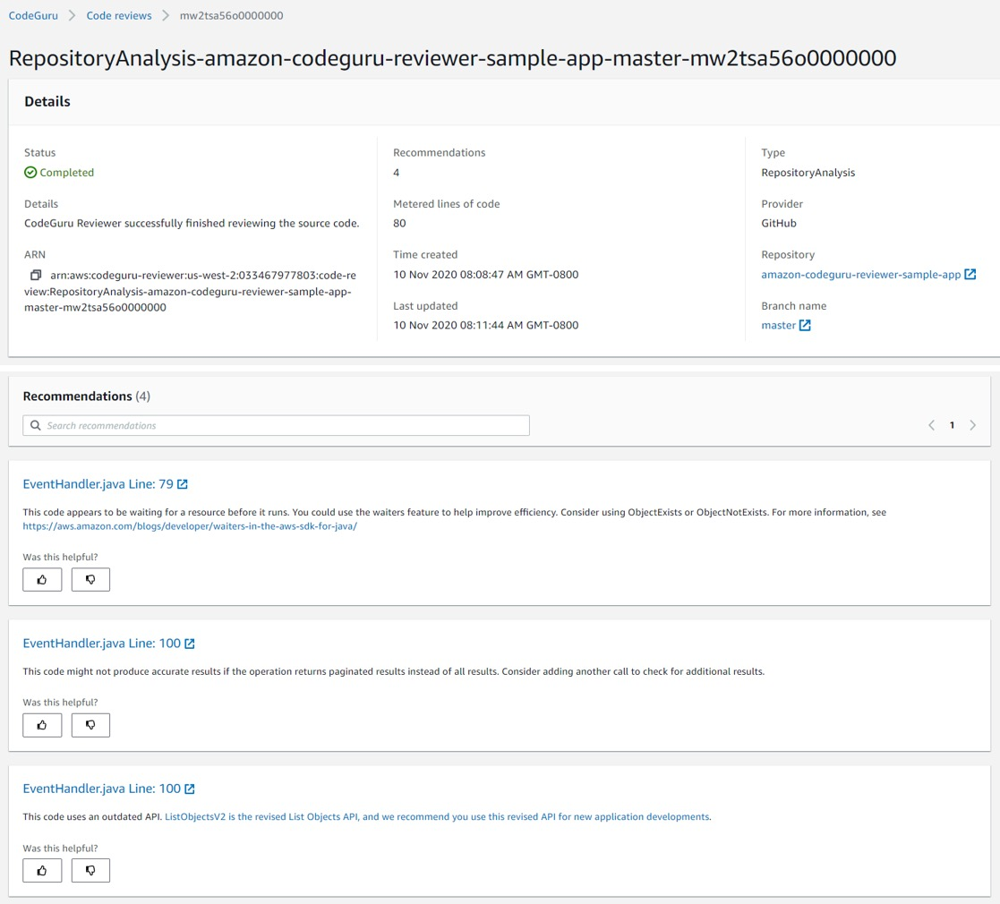 CodeGuru > Code reviews > mw2tsa56o0000000
RepositoryAnalysis-amazon-codeguru-reviewer-sample-app-master-mw2tsa56o0000000
Details
Status
Completed
Details
CodeGuru Reviewer successfully finished reviewing the source code.
ARN
arn:aws:codeguru-reviewer:us-west-2:033467977803:code-re
view:RepositoryAnalysis-amazon-codeguru-reviewer-sample-app-
master-mw2tsa56o0000000
Recommendations
4
Metered lines of code
80
Time created
10 Nov 2020 08:08:47 AM GMT-0800
Last updated
10 Nov 2020 08:11:44 AM GMT-0800
Type
RepositoryAnalysis
Provider
GitHub
Repository
amazon-codeguru-reviewer-sample-app
Branch name
master
Recommendations (4)
Search recommendations
1
EventHandler.java Line: 79
This code appears to be waiting for a resource before it runs. You could use the waiters feature to help improve efficiency. Consider using ObjectExists or ObjectNotExists. For more information, see
https://aws.amazon.com/blogs/developer/waiters-in-the-aws-sdk-for-java/
Was this helpful?
EventHandler.java Line: 100
This code might not produce accurate results if the operation returns paginated results instead of all results. Consider adding another call to check for additional results.
Was this helpful?
EventHandler.java Line: 100
This code uses an outdated API. ListObjectsV2 is the revised List Objects API, and we recommend you use this revised API for new application developments.
Was this helpful?